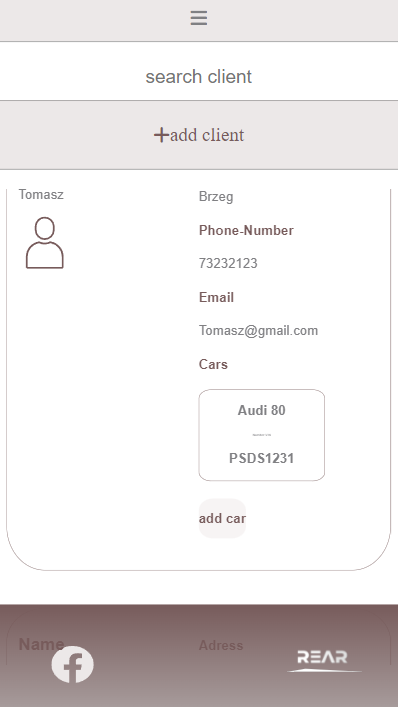 search client
add client
Tomasz
Brzeg
Phone-Number
73232123
Email
Tomasz@gmail.com
Cars
Audi 80
PSDS1231
add car
Name
Adress
REAR